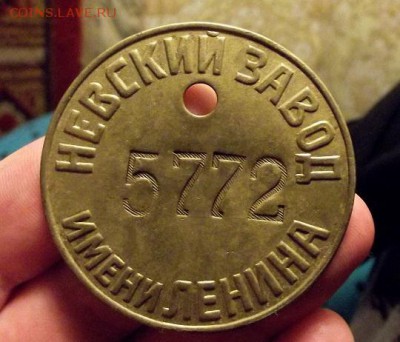 COINS.LAVE.RU
НЕВСКИЙ ЗАВОД
5772
ИМЕНИ ЛЕНИНА